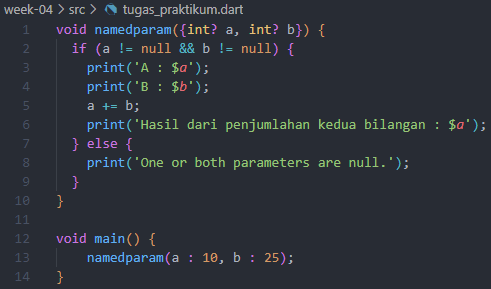 week-04 > src > tugas_praktikum.dart
1 void namedparam({int? a, int? b}) {
2 if (a != null && b != null) {
3 print('A : $a');
4 print('B : $b');
5 a += b;
6 print('Hasil dari penjumlahan kedua bilangan : $a');
7 } else {
8 print('One or both parameters are null.');
9 }
10 }
11
12 void main() {
13 namedparam(a : 10, b : 25);
14 }